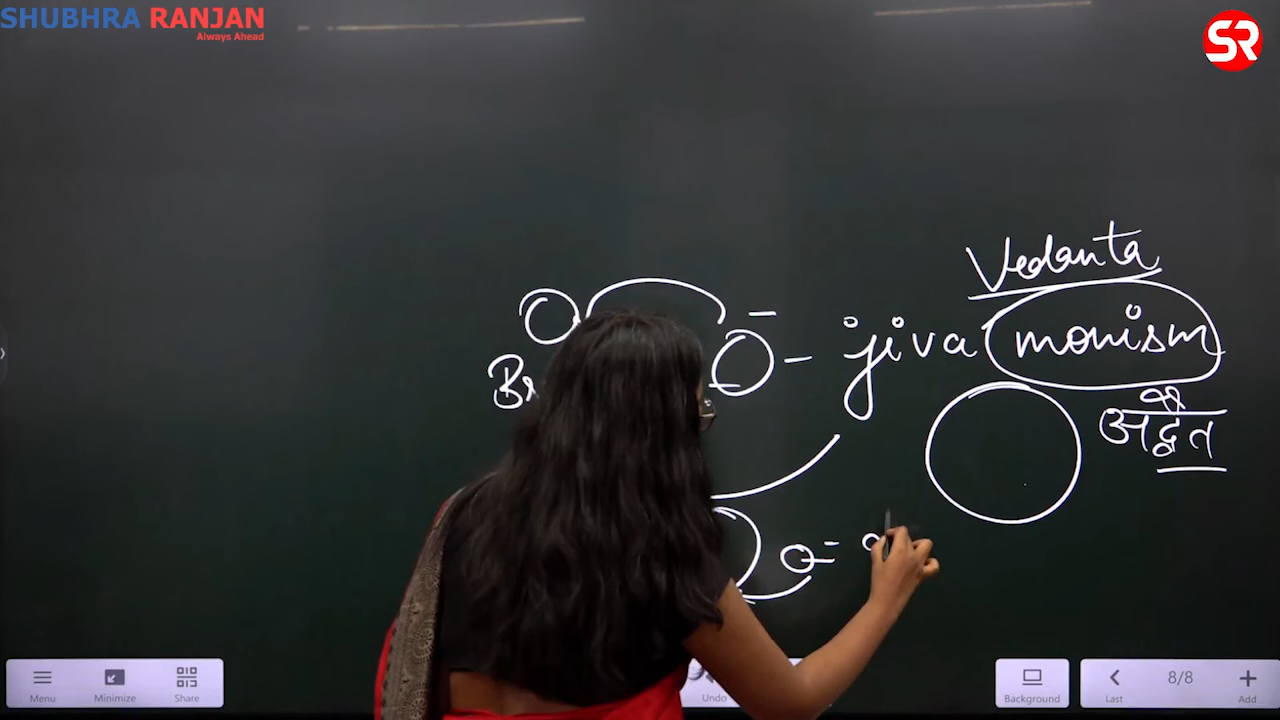 SHUBHRA RANJAN
Always Ahead
SR
Vedanta
jiva
monism
अद्वैत
Menu
Minimize
Share
Undo
Background
Last
8/8
Add